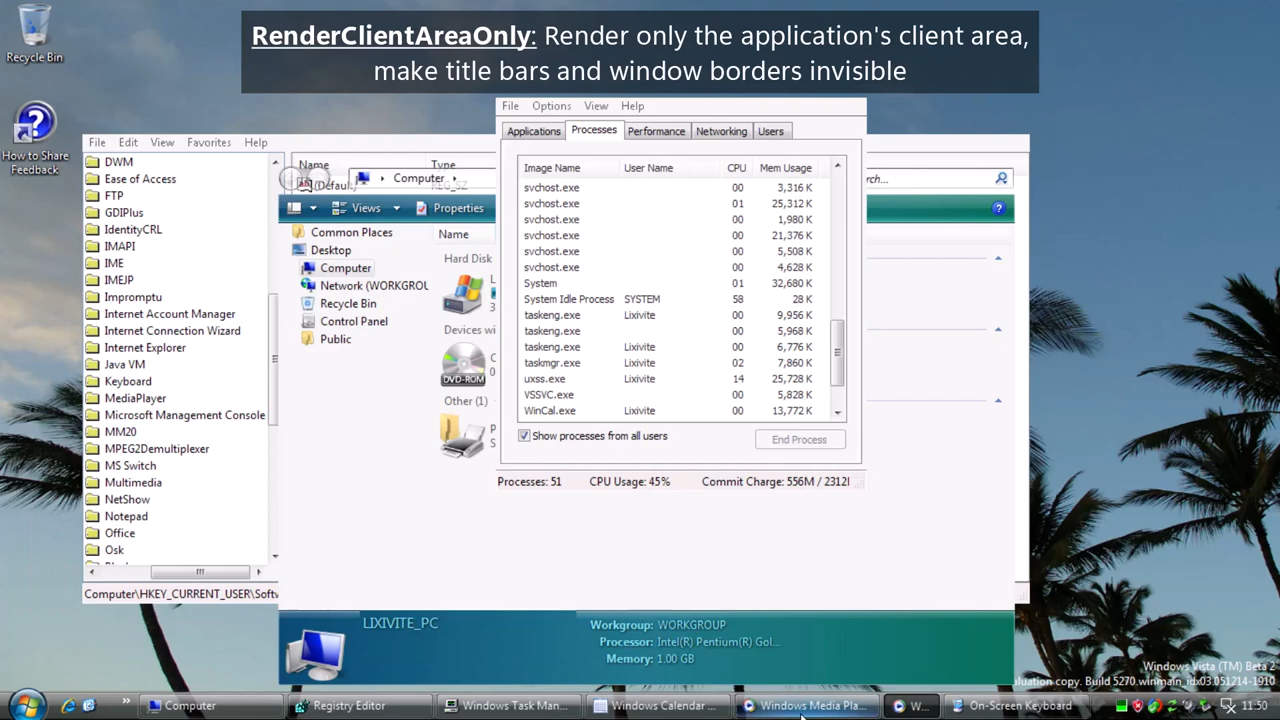 RenderClientAreaOnly: Render only the application's client area,
make title bars and window borders invisible
Recycle Bin
How to Share
Feedback
File Edit View Favorites Help
DWM
Ease of Access
FTP
GDIPlus
IdentityCRL
IMAPI
IME
IMEJP
Impromptu
Internet Account Manager
Internet Connection Wizard
Internet Explorer
Java VM
Keyboard
MediaPlayer
Microsoft Management Console
MM20
MPEG2Demultiplexer
MS Switch
Multimedia
NetShow
Notepad
Office
Osk
Computer\HKEY_CURRENT_USER\Softw
Name Type
(Default) REG_SZ
Computer
rch...
Views Properties
Common Places
Desktop
Computer
Network (WORKGROU
Recycle Bin
Control Panel
Public
Name
Hard Disk
L
3
Devices wi
DVD-ROM
Other (1)
File Options View Help
Applications Processes Performance Networking Users
Image Name User Name CPU Mem Usage
svchost.exe 00 3,316 K
svchost.exe 01 25,312 K
svchost.exe 00 1,980 K
svchost.exe 00 21,376 K
svchost.exe 00 5,508 K
svchost.exe 00 4,628 K
System 01 32,680 K
System Idle Process SYSTEM 58 28 K
taskeng.exe Lixivite 00 9,956 K
taskeng.exe 00 5,968 K
taskeng.exe Lixivite 00 6,776 K
taskmgr.exe Lixivite 02 7,860 K
uxss.exe Lixivite 14 25,728 K
VSSVC.exe 00 5,828 K
WinCal.exe Lixivite 00 13,772 K
Show processes from all users End Process
Processes: 51 CPU Usage: 45% Commit Charge: 556M / 2312
LIXIVITE_PC
Workgroup: WORKGROUP
Processor: Intel(R) Pentium(R) Gol...
Memory: 1.00 GB
Windows Vista (TM) Beta 2
aluation copy. Build 5270.winmain_idx03.051214-1910
Computer Registry Editor Windows Task Man... Windows Calendar ... Windows Media Pla... W... On-Screen Keyboard 11:50